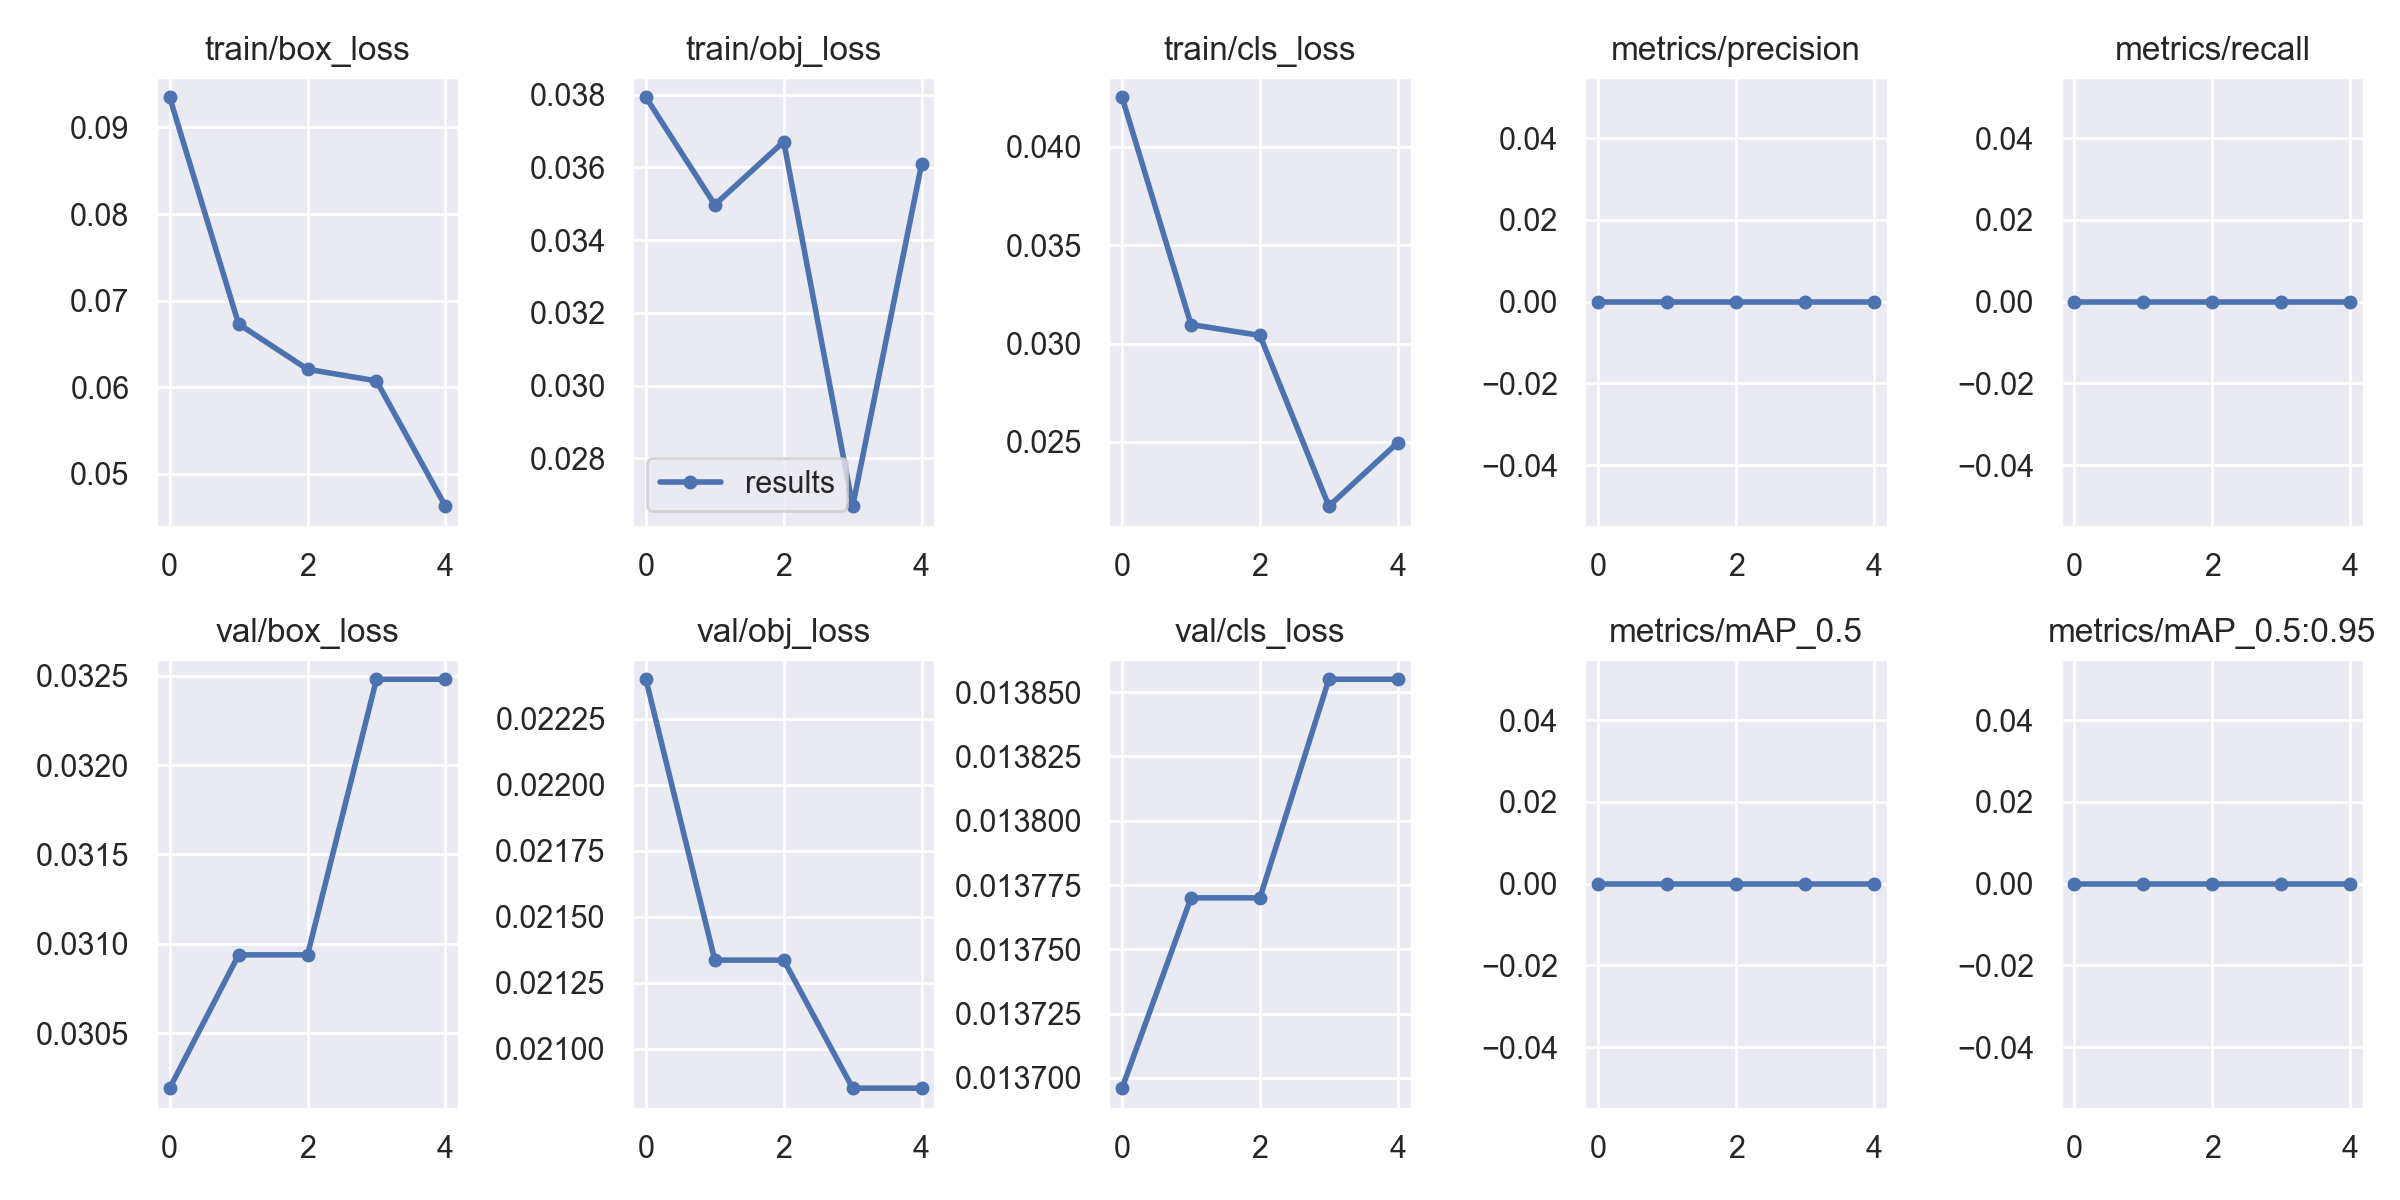 train/box_loss
0.09
0.08
0.07
0.06
0.05
0 2 4
train/obj_loss
0.038
0.036
0.034
0.032
0.030
0.028
results
0 2 4
train/cls_loss
0.040
0.035
0.030
0.025
0 2 4
metrics/precision
0.04
0.02
0.00
−0.02
−0.04
0 2 4
metrics/recall
0.04
0.02
0.00
−0.02
−0.04
0 2 4
val/box_loss
0.0325
0.0320
0.0315
0.0310
0.0305
0 2 4
val/obj_loss
0.02225
0.02200
0.02175
0.02150
0.02125
0.02100
0 2 4
val/cls_loss
0.013850
0.013825
0.013800
0.013775
0.013750
0.013725
0.013700
0 2 4
metrics/mAP_0.5
0.04
0.02
0.00
−0.02
−0.04
0 2 4
metrics/mAP_0.5:0.95
0.04
0.02
0.00
−0.02
−0.04
0 2 4